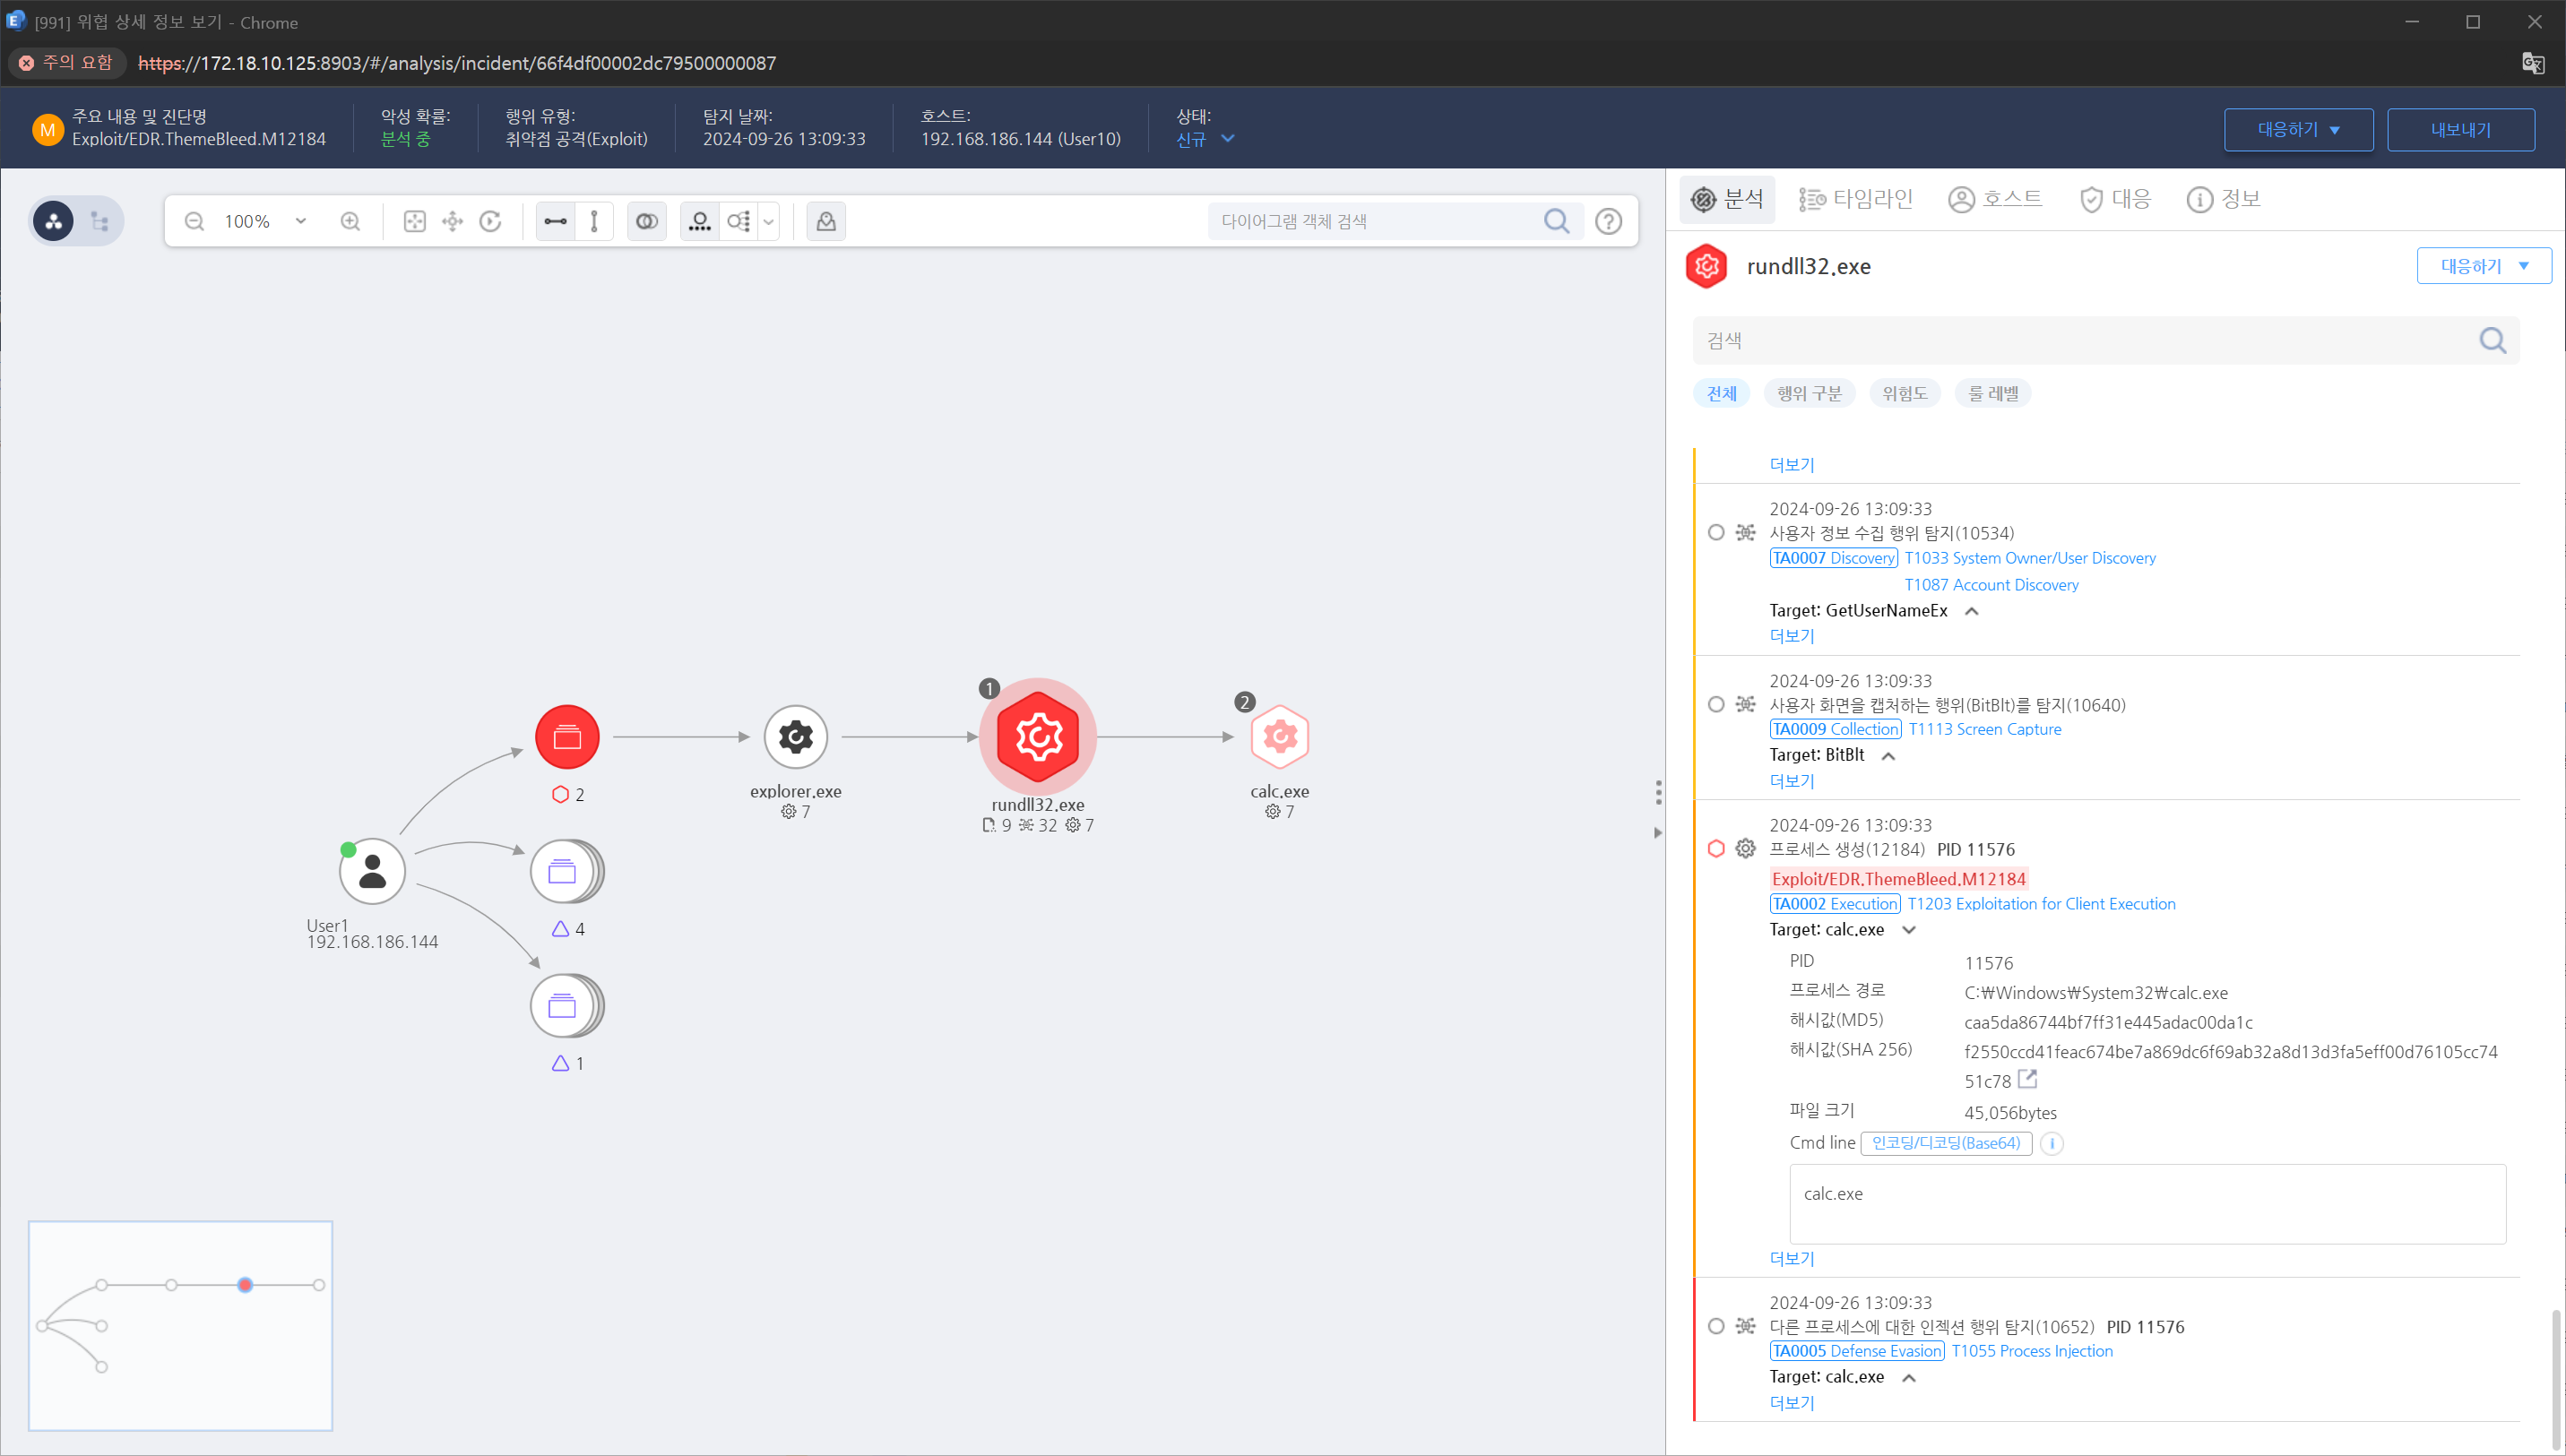 [991] 위협 상세 정보 보기 - Chrome
주의 요함 https://172.18.10.125:8903/#/analysis/incident/66f4df00002dc79500000087
M
주요 내용 및 진단명
Exploit/EDR.ThemeBleed.M12184
악성 확률:
분석 중
행위 유형:
취약점 공격(Exploit)
탐지 날짜:
2024-09-26 13:09:33
호스트:
192.168.186.144 (User10)
상태:
신규
대응하기
내보내기
100%
다이어그램 객체 검색
2
explorer.exe
7
1
rundll32.exe
9 32 7
2
calc.exe
7
User1
192.168.186.144
4
1
분석
타임라인
호스트
대응
정보
rundll32.exe
대응하기
검색
전체
행위 구분
위험도
룰 레벨
더보기
2024-09-26 13:09:33
사용자 정보 수집 행위 탐지(10534)
TA0007 Discovery T1033 System Owner/User Discovery
T1087 Account Discovery
Target: GetUserNameEx
더보기
2024-09-26 13:09:33
사용자 화면을 캡처하는 행위(BitBlt)를 탐지(10640)
TA0009 Collection T1113 Screen Capture
Target: BitBlt
더보기
2024-09-26 13:09:33
프로세스 생성(12184) PID 11576
Exploit/EDR.ThemeBleed.M12184
TA0002 Execution T1203 Exploitation for Client Execution
Target: calc.exe
PID 11576
프로세스 경로 C:₩Windows₩System32₩calc.exe
해시값(MD5) caa5da86744bf7ff31e445adac00da1c
해시값(SHA 256) f2550ccd41feac674be7a869dc6f69ab32a8d13d3fa5eff00d76105cc74
51c78
파일 크기 45,056bytes
Cmd line 인코딩/디코딩(Base64)
calc.exe
더보기
2024-09-26 13:09:33
다른 프로세스에 대한 인젝션 행위 탐지(10652) PID 11576
TA0005 Defense Evasion T1055 Process Injection
Target: calc.exe
더보기